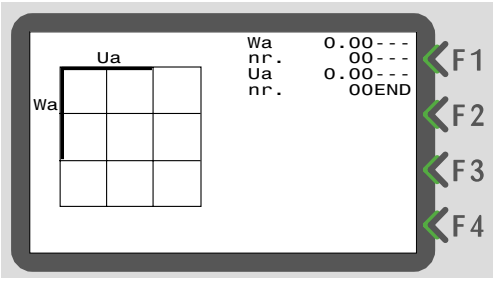 Wa 0.00---
nr. 00---
Ua 0.00---
nr. 00END
Ua
Wa
F1
F2
F3
F4